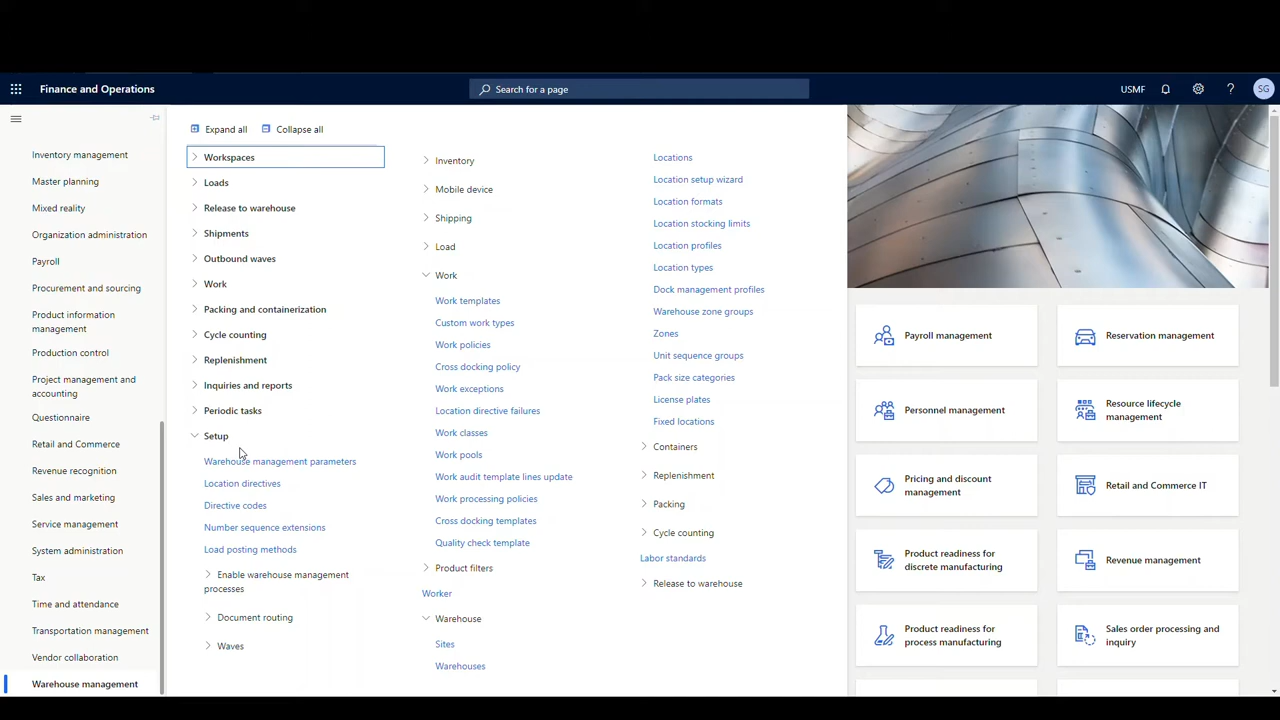 Finance and Operations
Search for a page
USMF
SG
Inventory management
Master planning
Mixed reality
Organization administration
Payroll
Procurement and sourcing
Product information
management
Production control
Project management and
accounting
Questionnaire
Retail and Commerce
Revenue recognition
Sales and marketing
Service management
System administration
Tax
Time and attendance
Transportation management
Vendor collaboration
Warehouse management
Expand all
Collapse all
Workspaces
Loads
Release to warehouse
Shipments
Outbound waves
Work
Packing and containerization
Cycle counting
Replenishment
Inquiries and reports
Periodic tasks
Setup
Warehouse management parameters
Location directives
Directive codes
Number sequence extensions
Load posting methods
Enable warehouse management
processes
Document routing
Waves
Inventory
Mobile device
Shipping
Load
Work
Work templates
Custom work types
Work policies
Cross docking policy
Work exceptions
Location directive failures
Work classes
Work pools
Work audit template lines update
Work processing policies
Cross docking templates
Quality check template
Product filters
Worker
Warehouse
Sites
Warehouses
Locations
Location setup wizard
Location formats
Location stocking limits
Location profiles
Location types
Dock management profiles
Warehouse zone groups
Zones
Unit sequence groups
Pack size categories
License plates
Fixed locations
Containers
Replenishment
Packing
Cycle counting
Labor standards
Release to warehouse
Payroll management
Reservation management
Personnel management
Resource lifecycle
management
Pricing and discount
management
Retail and Commerce IT
Product readiness for
discrete manufacturing
Revenue management
Product readiness for
process manufacturing
Sales order processing and
inquiry